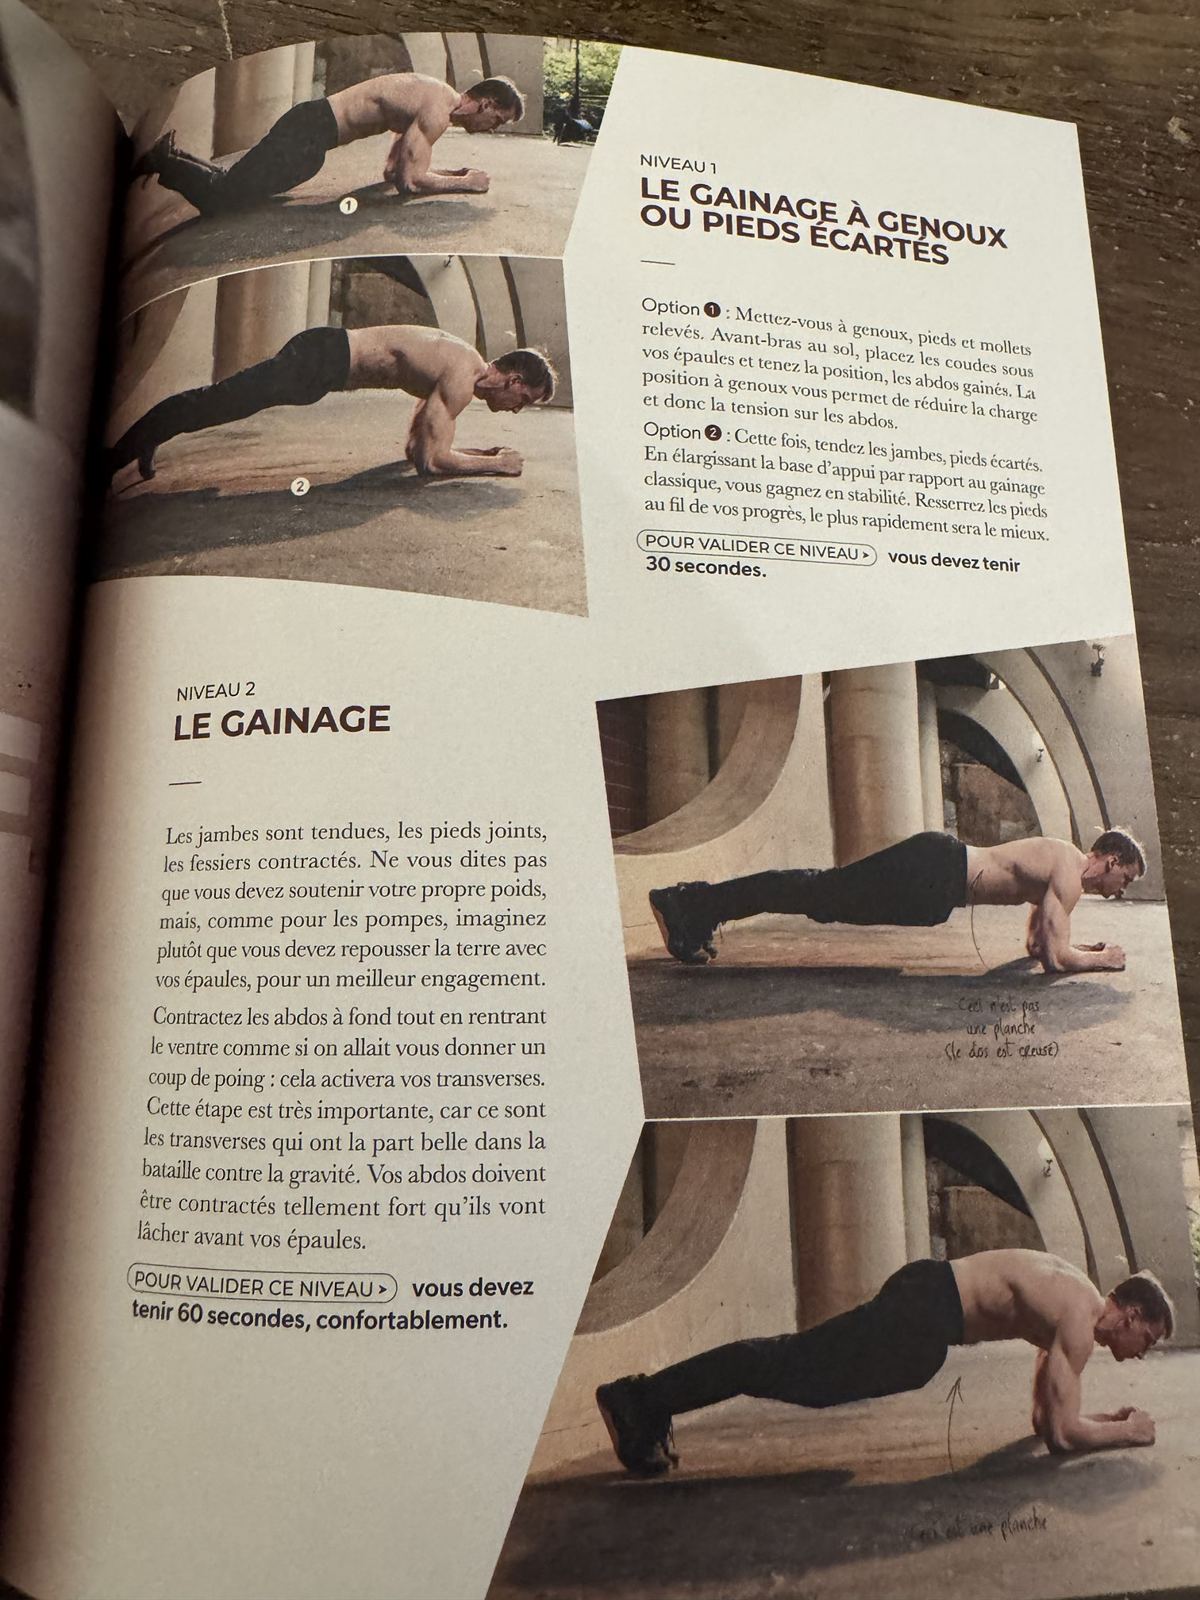 NIVEAU 1
LE GAINAGE À GENOUX
OU PIEDS ÉCARTÉS
Option 1 : Mettez-vous à genoux, pieds et mollets
relevés. Avant-bras au sol, placez les coudes sous
vos épaules et tenez la position, les abdos gainés. La
position à genoux vous permet de réduire la charge
et donc la tension sur les abdos.
Option 2 : Cette fois, tendez les jambes, pieds écartés.
En élargissant la base d'appui par rapport au gainage
classique, vous gagnez en stabilité. Resserrez les pieds
au fil de vos progrès, le plus rapidement sera le mieux.
POUR VALIDER CE NIVEAU > vous devez tenir
30 secondes.
1
2
NIVEAU 2
LE GAINAGE
Les jambes sont tendues, les pieds joints,
les fessiers contractés. Ne vous dites pas
que vous devez soutenir votre propre poids,
mais, comme pour les pompes, imaginez
plutôt que vous devez repousser la terre avec
vos épaules, pour un meilleur engagement.
Contractez les abdos à fond tout en rentrant
le ventre comme si on allait vous donner un
coup de poing : cela activera vos transverses.
Cette étape est très importante, car ce sont
les transverses qui ont la part belle dans la
bataille contre la gravité. Vos abdos doivent
être contractés tellement fort qu'ils vont
lâcher avant vos épaules.
POUR VALIDER CE NIVEAU > vous devez
tenir 60 secondes, confortablement.
Ceci n'est pas
une planche
(le dos est creusé)
Ceci est une planche